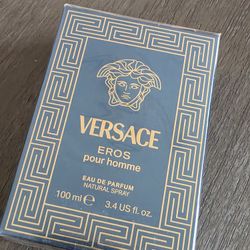 VERSACE
EROS
pour homme
EAU DE PARFUM
NATURAL SPRAY
100 ml ℮ 3.4 US fl. oz.